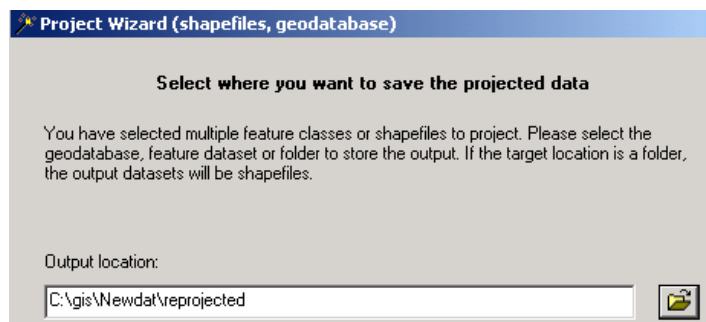 Project Wizard (shapefiles, geodatabase)
Select where you want to save the projected data
You have selected multiple feature classes or shapefiles to project. Please select the
geodatabase, feature dataset or folder to store the output. If the target location is a folder,
the output datasets will be shapefiles.
Output location:
C:\gis\Newdat\reprojected